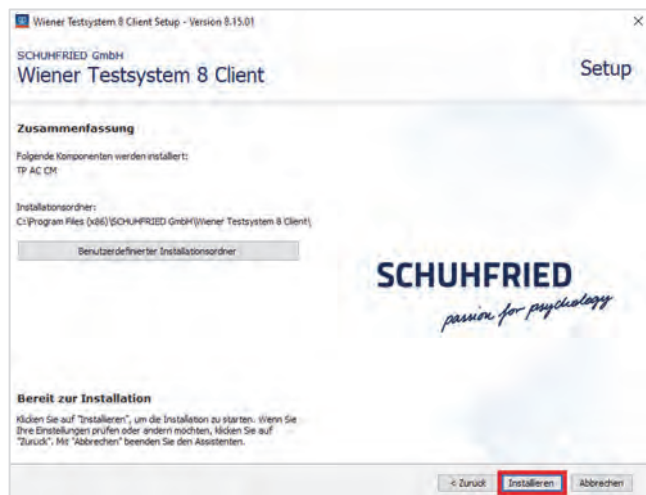 Wiener Testsystem 8 Client Setup - Version 8.15.01
SCHUHFRIED GmbH
Wiener Testsystem 8 Client
Setup
Zusammenfassung
Folgende Komponenten werden installiert:
TP AC CM
Installationsordner:
C:\Program Files (x86)\SCHUHFRIED GmbH\Wiener Testsystem 8 Client\
Benutzerdefinierter Installationsordner
SCHUHFRIED
passion for psychology
Bereit zur Installation
Klicken Sie auf "Installieren", um die Installation zu starten. Wenn Sie
Ihre Einstellungen prüfen oder ändern möchten, klicken Sie auf
"Zurück". Mit "Abbrechen" beenden Sie den Assistenten.
< Zurück
Installieren
Abbrechen